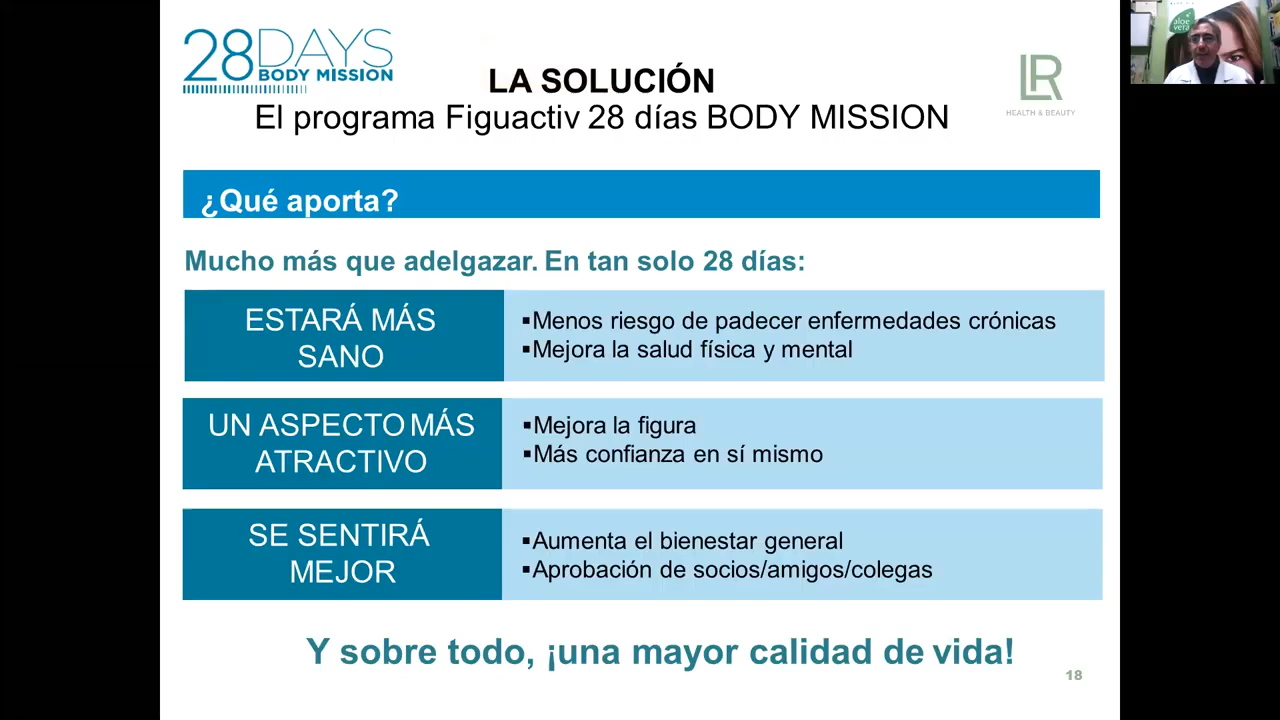 28DAYS
BODY MISSION
LA SOLUCIÓN
El programa Figuactiv 28 días BODY MISSION
LR
HEALTH & BEAUTY
aloe
vera
¿Qué aporta?
Mucho más que adelgazar. En tan solo 28 días:
ESTARÁ MÁS
SANO
▪Menos riesgo de padecer enfermedades crónicas
▪Mejora la salud física y mental
UN ASPECTO MÁS
ATRACTIVO
▪Mejora la figura
▪Más confianza en sí mismo
SE SENTIRÁ
MEJOR
▪Aumenta el bienestar general
▪Aprobación de socios/amigos/colegas
Y sobre todo, ¡una mayor calidad de vida!
18